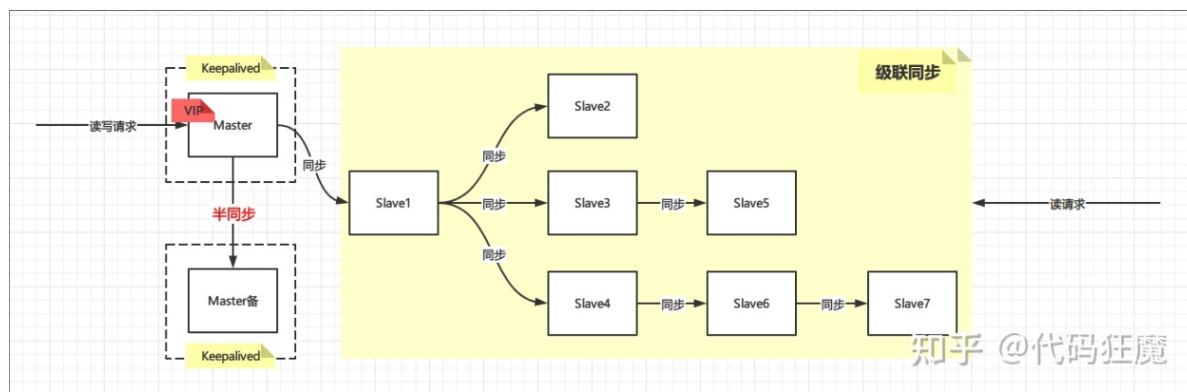 Keepalived
级联同步
VIP
Master
读写请求
同步
半同步
Master备
Keepalived
Slave1
同步
Slave2
同步
Slave3
同步
Slave5
同步
Slave4
同步
Slave6
同步
Slave7
读请求
知乎 @代码狂魔